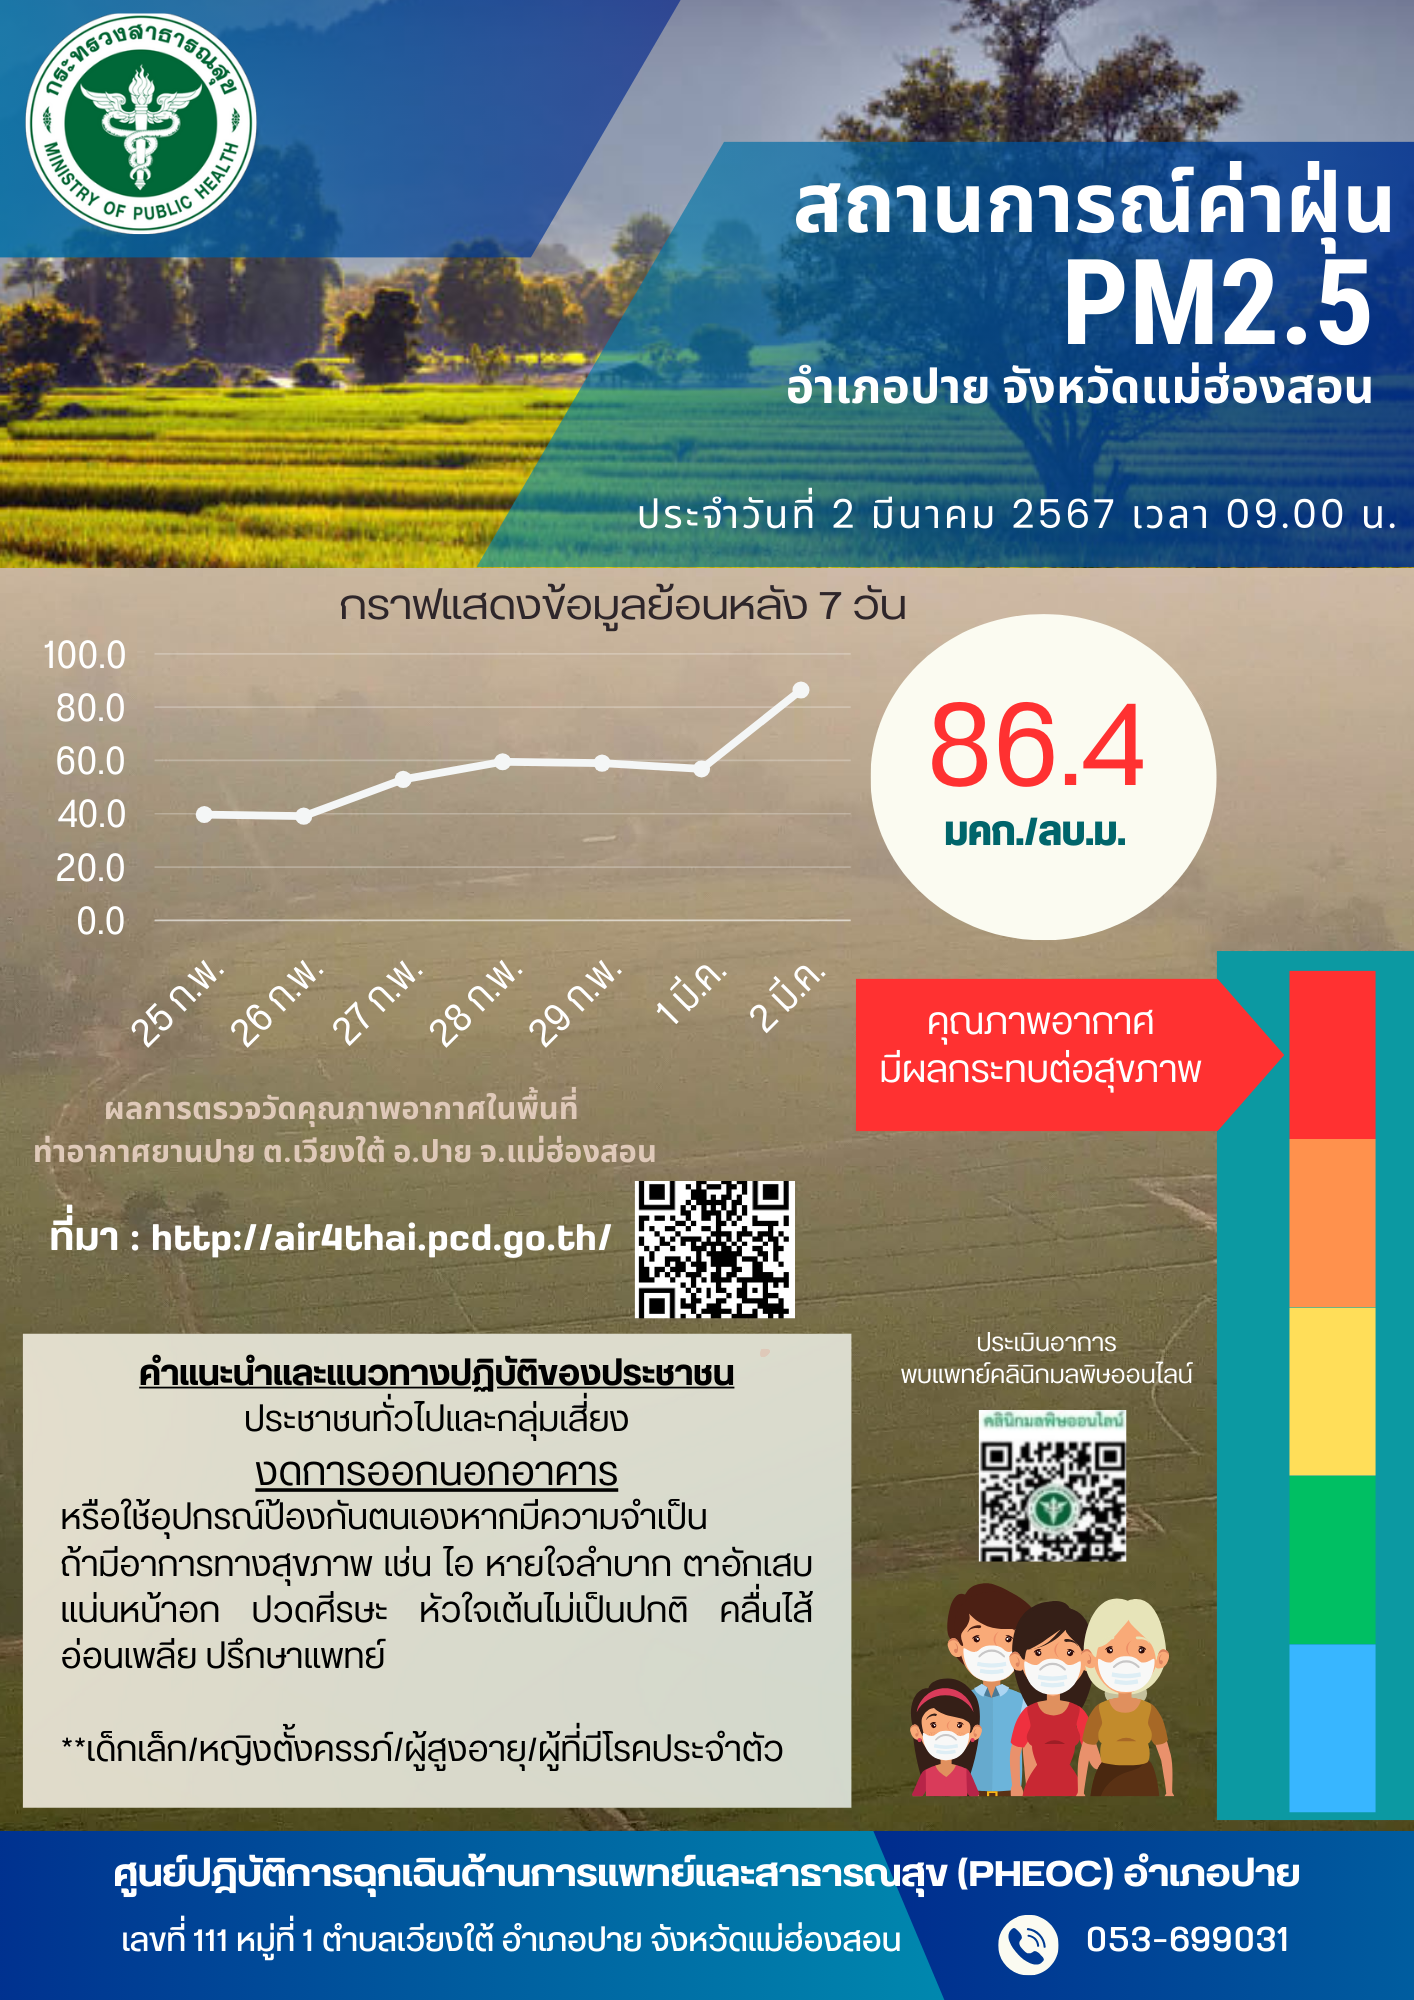 กระทรวงสาธารณสุข
MINISTRY OF PUBLIC HEALTH
สถานการณ์ค่าฝุ่น
PM2.5
อำเภอปาย จังหวัดแม่ฮ่องสอน
ประจำวันที่ 2 มีนาคม 2567 เวลา 09.00 น.
กราฟแสดงข้อมูลย้อนหลัง 7 วัน
100.0
80.0
60.0
40.0
20.0
0.0
25 ก.พ.
26 ก.พ.
27 ก.พ.
28 ก.พ.
29 ก.พ.
1 มี.ค.
2 มี.ค.
86.4
มคก./ลบ.ม.
คุณภาพอากาศ
มีผลกระทบต่อสุขภาพ
ผลการตรวจวัดคุณภาพอากาศในพื้นที่
ท่าอากาศยานปาย ต.เวียงใต้ อ.ปาย จ.แม่ฮ่องสอน
ที่มา : http://air4thai.pcd.go.th/
คำแนะนำและแนวทางปฏิบัติของประชาชน
ประชาชนทั่วไปและกลุ่มเสี่ยง
งดการออกนอกอาคาร
หรือใช้อุปกรณ์ป้องกันตนเองหากมีความจำเป็น
ถ้ามีอาการทางสุขภาพ เช่น ไอ หายใจลำบาก ตาอักเสบ
แน่นหน้าอก ปวดศีรษะ หัวใจเต้นไม่เป็นปกติ คลื่นไส้
อ่อนเพลีย ปรึกษาแพทย์
**เด็กเล็ก/หญิงตั้งครรภ์/ผู้สูงอายุ/ผู้ที่มีโรคประจำตัว
ประเมินอาการ
พบแพทย์คลินิกมลพิษออนไลน์
คลินิกมลพิษออนไลน์
ศูนย์ปฎิบัติการฉุกเฉินด้านการแพทย์และสาธารณสุข (PHEOC) อำเภอปาย
เลขที่ 111 หมู่ที่ 1 ตำบลเวียงใต้ อำเภอปาย จังหวัดแม่ฮ่องสอน
053-699031